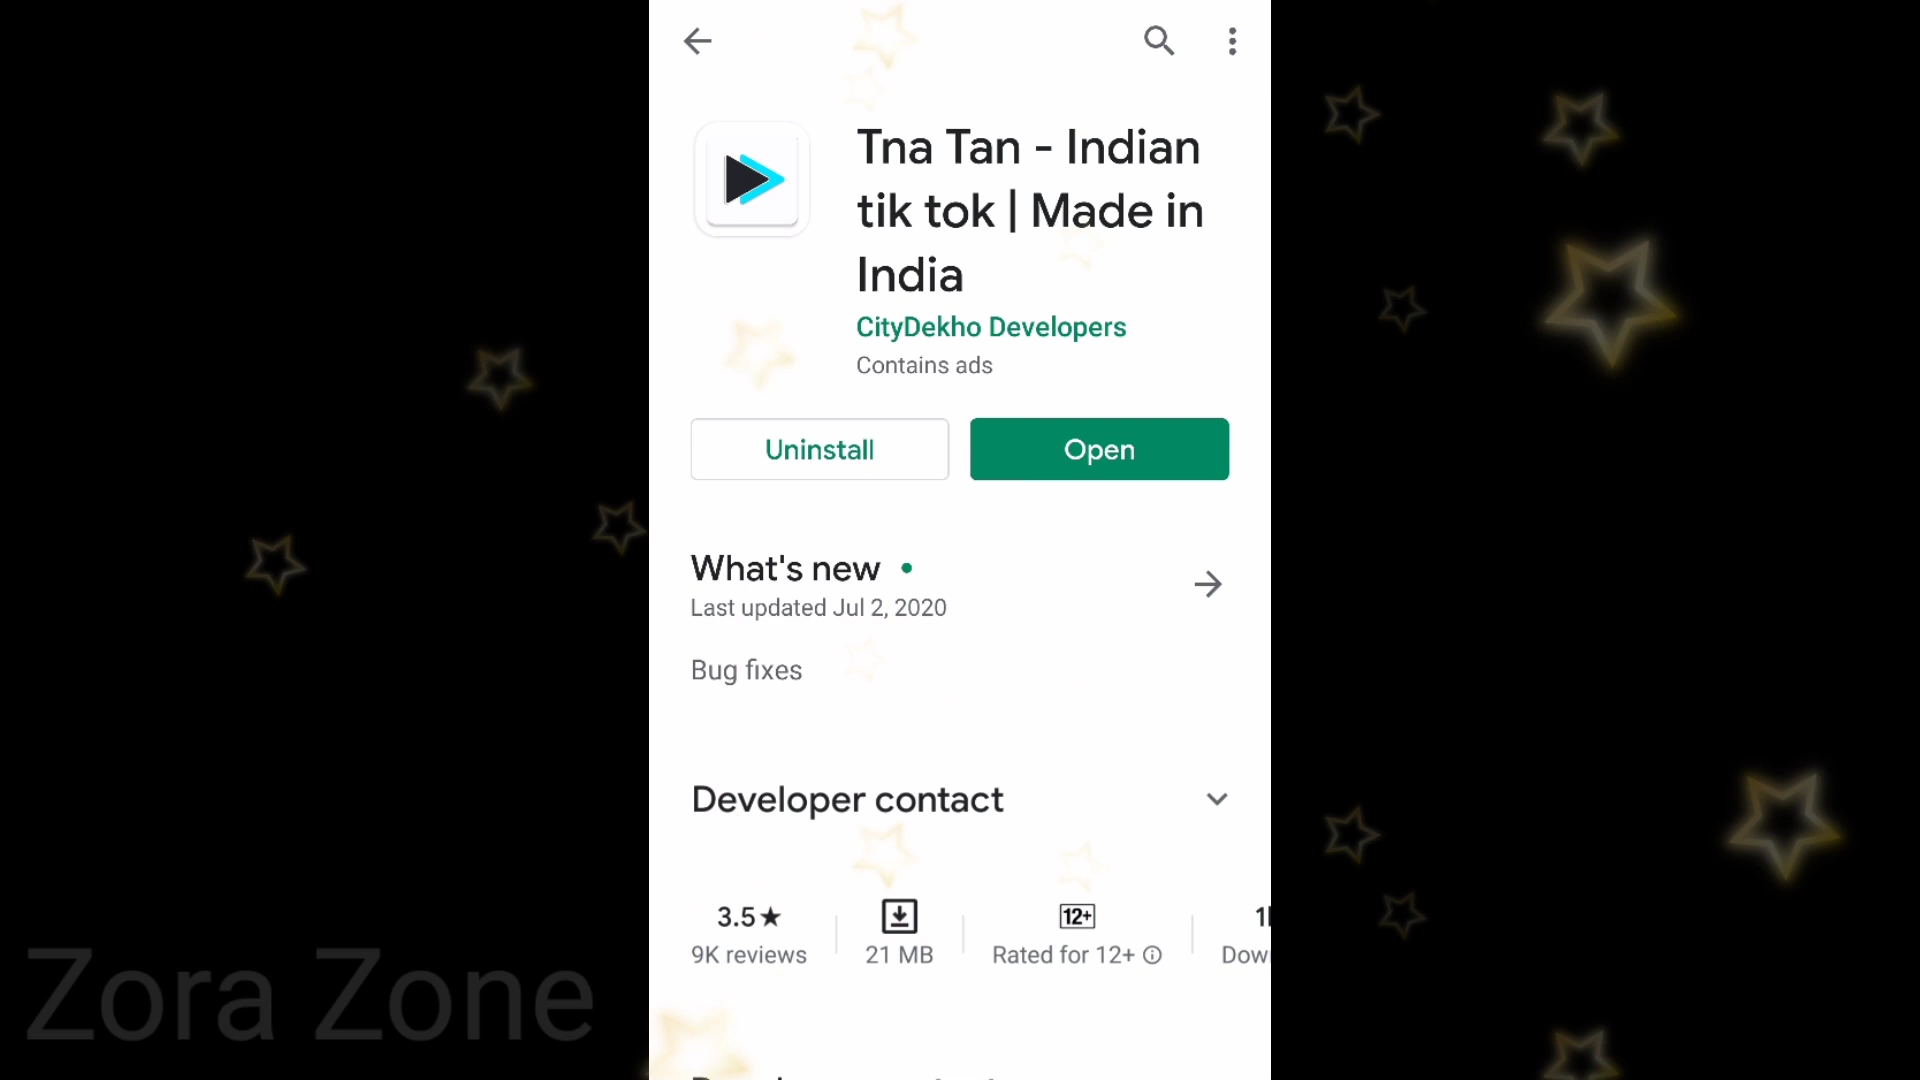 Tna Tan - Indian
tik tok | Made in
India
CityDekho Developers
Contains ads
Uninstall
Open
What's new
Last updated Jul 2, 2020
Bug fixes
Developer contact
3.5★
9K reviews
21 MB
12+
Rated for 12+
Zora Zone